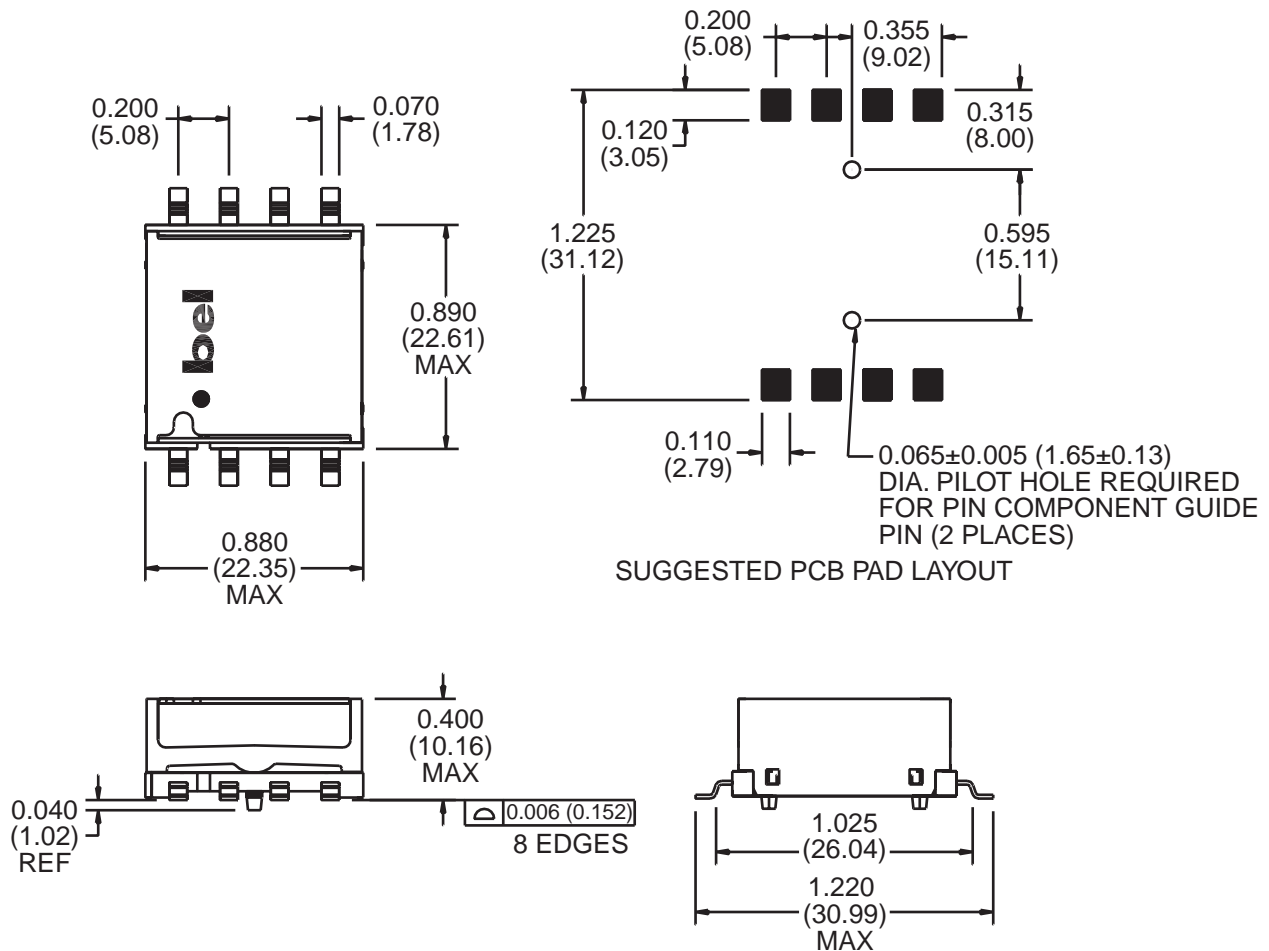 0.200
(5.08)
0.070
(1.78)
bel
0.890
(22.61)
MAX
0.880
(22.35)
MAX
0.200
(5.08)
0.355
(9.02)
0.120
(3.05)
0.315
(8.00)
1.225
(31.12)
0.595
(15.11)
0.110
(2.79)
0.065±0.005 (1.65±0.13)
DIA. PILOT HOLE REQUIRED
FOR PIN COMPONENT GUIDE
PIN (2 PLACES)
SUGGESTED PCB PAD LAYOUT
0.400
(10.16)
MAX
0.040
(1.02)
REF
0.006 (0.152)
8 EDGES
1.025
(26.04)
1.220
(30.99)
MAX